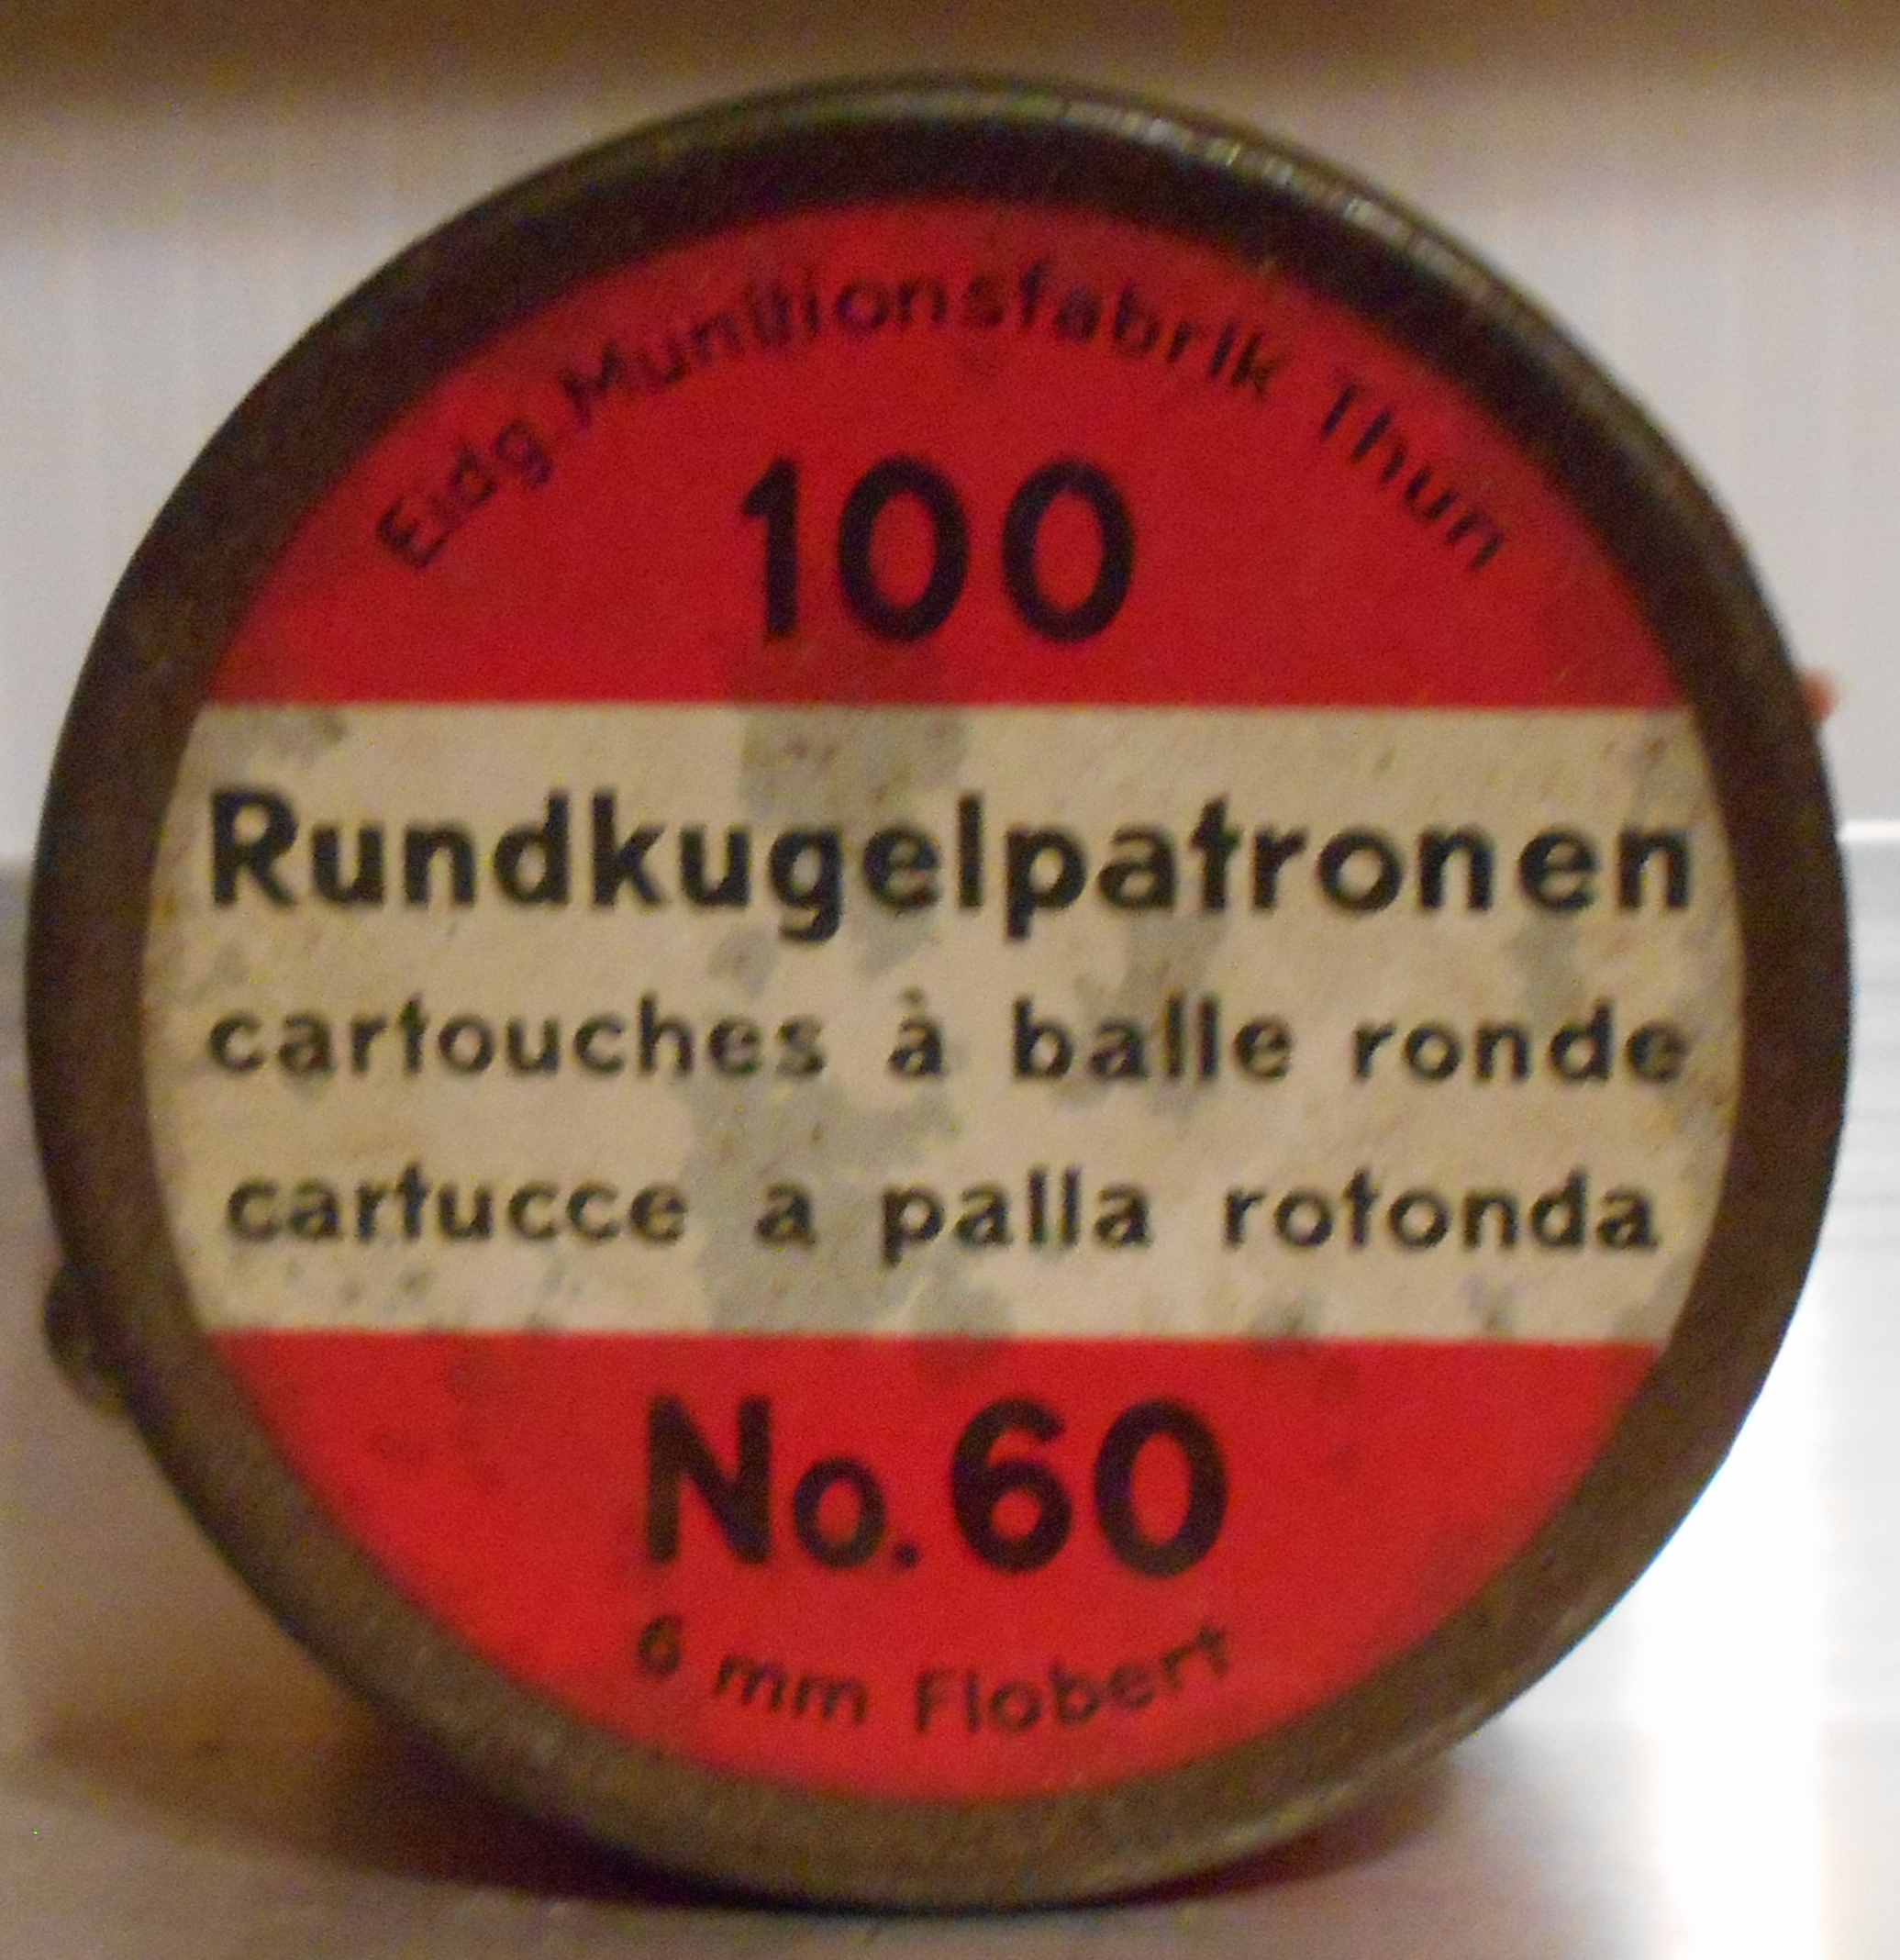 Eidg. Munitionsfabrik Thun
100
Rundkugelpatronen
cartouches à balle ronde
cartucce a palla rotonda
No. 60
6 mm Flobert